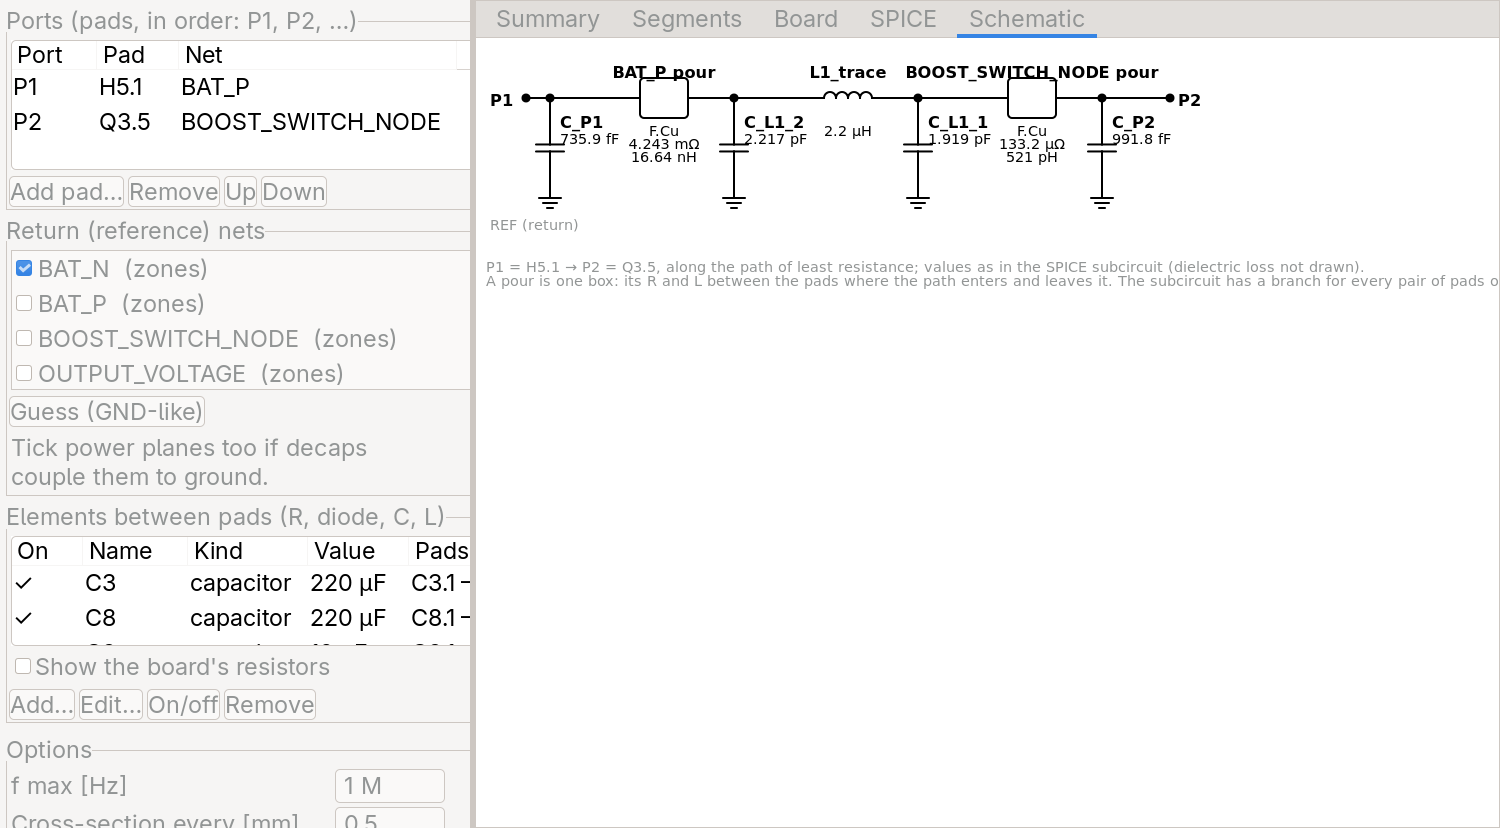 Ports (pads, in order: P1, P2, ...)
Port Pad Net
P1 H5.1 BAT_P
P2 Q3.5 BOOST_SWITCH_NODE
Add pad... Remove Up Down
Return (reference) nets
BAT_N (zones)
BAT_P (zones)
BOOST_SWITCH_NODE (zones)
OUTPUT_VOLTAGE (zones)
Guess (GND-like)
Tick power planes too if decaps
couple them to ground.
Elements between pads (R, diode, C, L)
On Name Kind Value Pads
C3 capacitor 220 µF C3.1
C8 capacitor 220 µF C8.1
Show the board's resistors
Add... Edit... On/off Remove
Options
f max [Hz] 1 M
Cross-section every [mm] 0.5
Summary Segments Board SPICE Schematic
BAT_P pour L1_trace BOOST_SWITCH_NODE pour
P1 P2
C_P1 C_L1_2 C_L1_1 C_P2
735.9 fF 2.217 pF 1.919 pF 991.8 fF
F.Cu 2.2 µH F.Cu
4.243 mΩ 133.2 µΩ
16.64 nH 521 pH
REF (return)
P1 = H5.1 → P2 = Q3.5, along the path of least resistance; values as in the SPICE subcircuit (dielectric loss not drawn).
A pour is one box: its R and L between the pads where the path enters and leaves it. The subcircuit has a branch for every pair of pads o